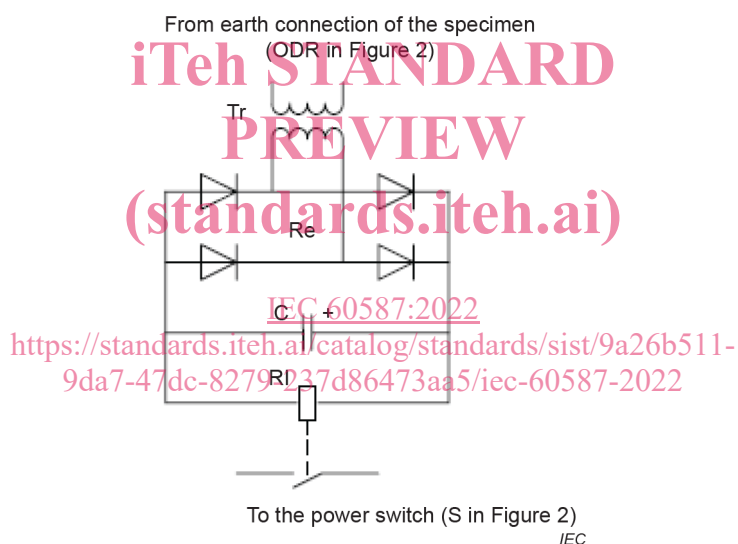 From earth connection of the specimen
(ODR in Figure 2)
iTeh STANDARD
Tr
PREVIEW
(standards.iteh.ai)
Re
IEC 60587:2022
C +
https://standards.iteh.ai/catalog/standards/sist/9a26b511-
9da7-47dc-8279-237d86473aa5/iec-60587-2022
Rl
To the power switch (S in Figure 2)
IEC